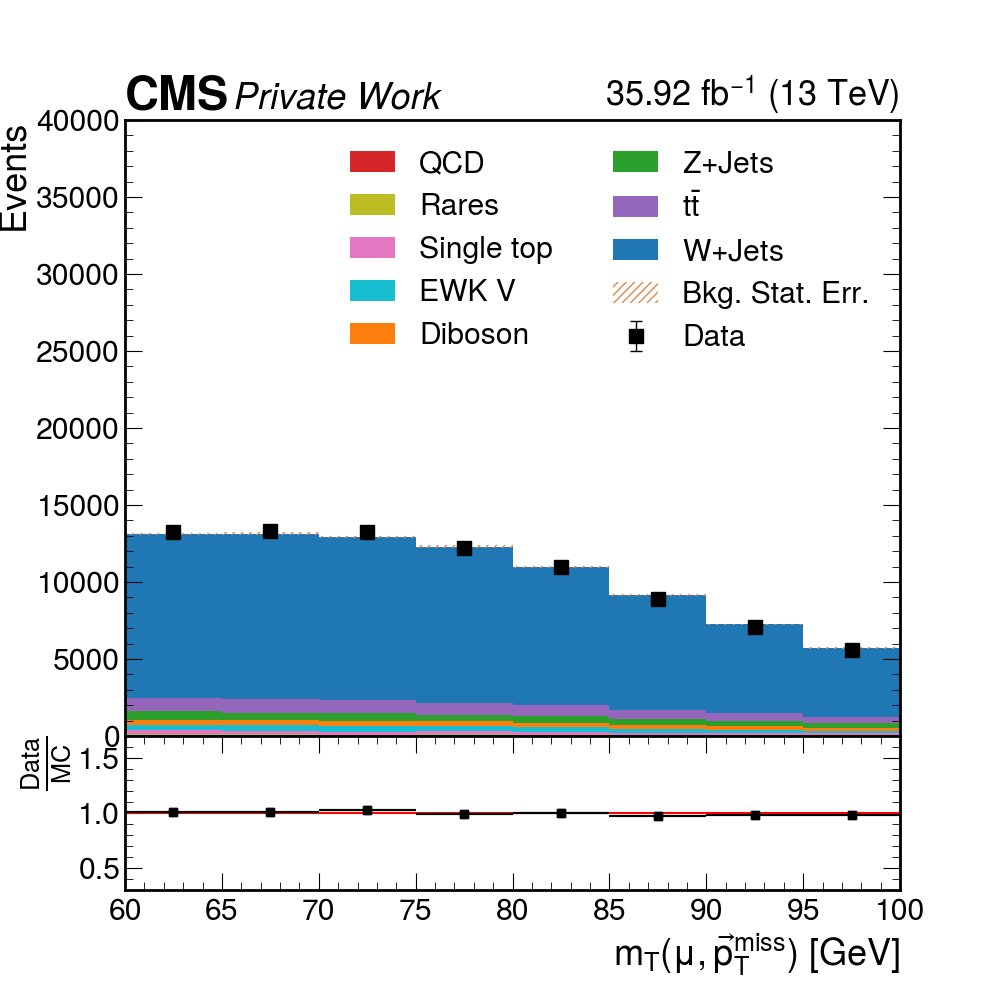 CMS Private Work 35.92 fb⁻¹ (13 TeV)
Events
40000
35000
30000
25000
20000
15000
10000
5000
0
QCD
Rares
Single top
EWK V
Diboson
Z+Jets
tt̄
W+Jets
Bkg. Stat. Err.
Data
Data
MC
1.5
1.0
0.5
60 65 70 75 80 85 90 95 100
m_T(μ, p⃗_T^miss) [GeV]